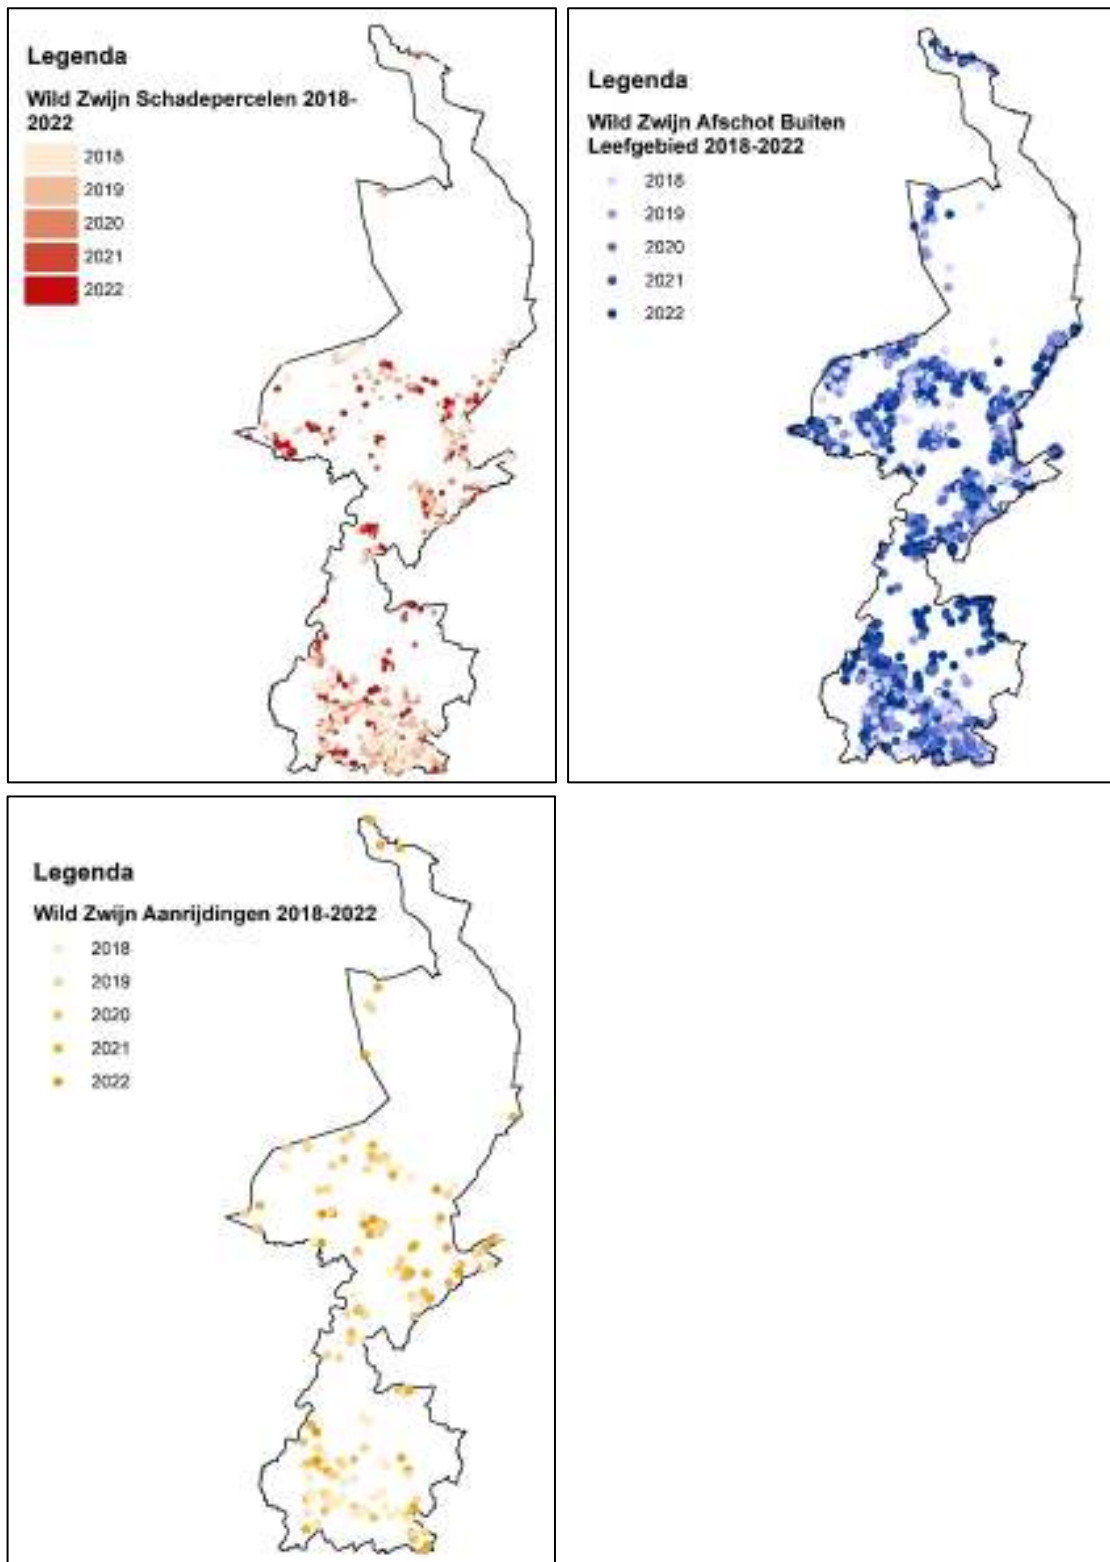 Legenda
Wild Zwijn Schadepercelen 2018-
2022
2018
2019
2020
2021
2022
Legenda
Wild Zwijn Afschot Buiten
Leefgebied 2018-2022
2018
2019
2020
2021
2022
Legenda
Wild Zwijn Aanrijdingen 2018-2022
2018
2019
2020
2021
2022